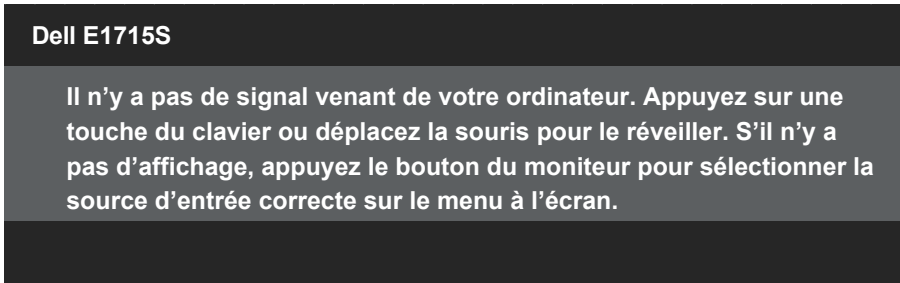 Dell E1715S
Il n’y a pas de signal venant de votre ordinateur. Appuyez sur une
touche du clavier ou déplacez la souris pour le réveiller. S’il n’y a
pas d’affichage, appuyez le bouton du moniteur pour sélectionner la
source d’entrée correcte sur le menu à l’écran.